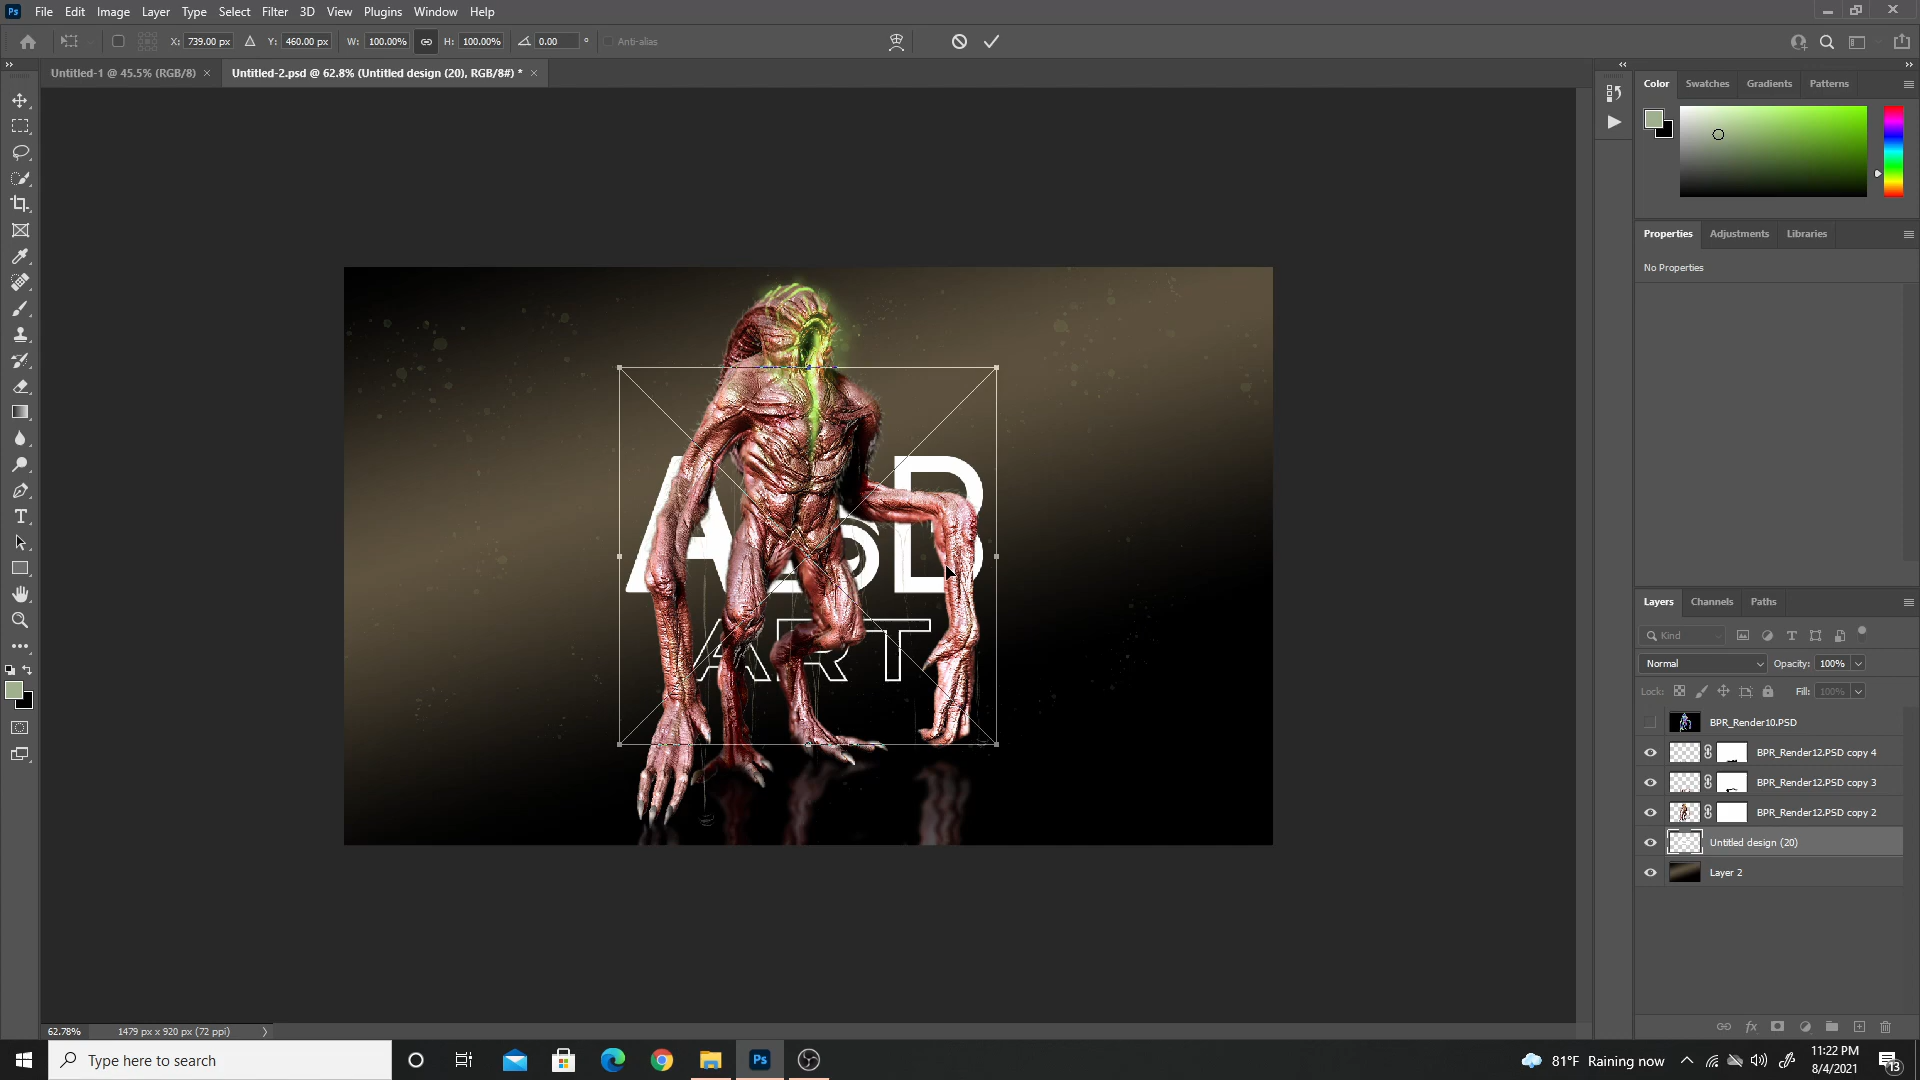 Ps File Edit Image Layer Type Select Filter 3D View Plugins Window Help
X: 739.00 px Y: 460.00 px W: 100.00% H: 100.00% 0.00 ° Anti-alias
Untitled-1 @ 45.5% (RGB/8) × Untitled-2.psd @ 62.8% (Untitled design (20), RGB/8#) * ×
Color Swatches Gradients Patterns
Properties Adjustments Libraries
No Properties
D
ART
Layers Channels Paths
Kind
Normal Opacity: 100%
Lock: Fill: 100%
BPR_Render10.PSD
BPR_Render12.PSD copy 4
BPR_Render12.PSD copy 3
BPR_Render12.PSD copy 2
Untitled design (20)
Layer 2
62.78% 1479 px x 920 px (72 ppi)
fx
Type here to search
Ps
81°F Raining now
11:22 PM
8/4/2021
13